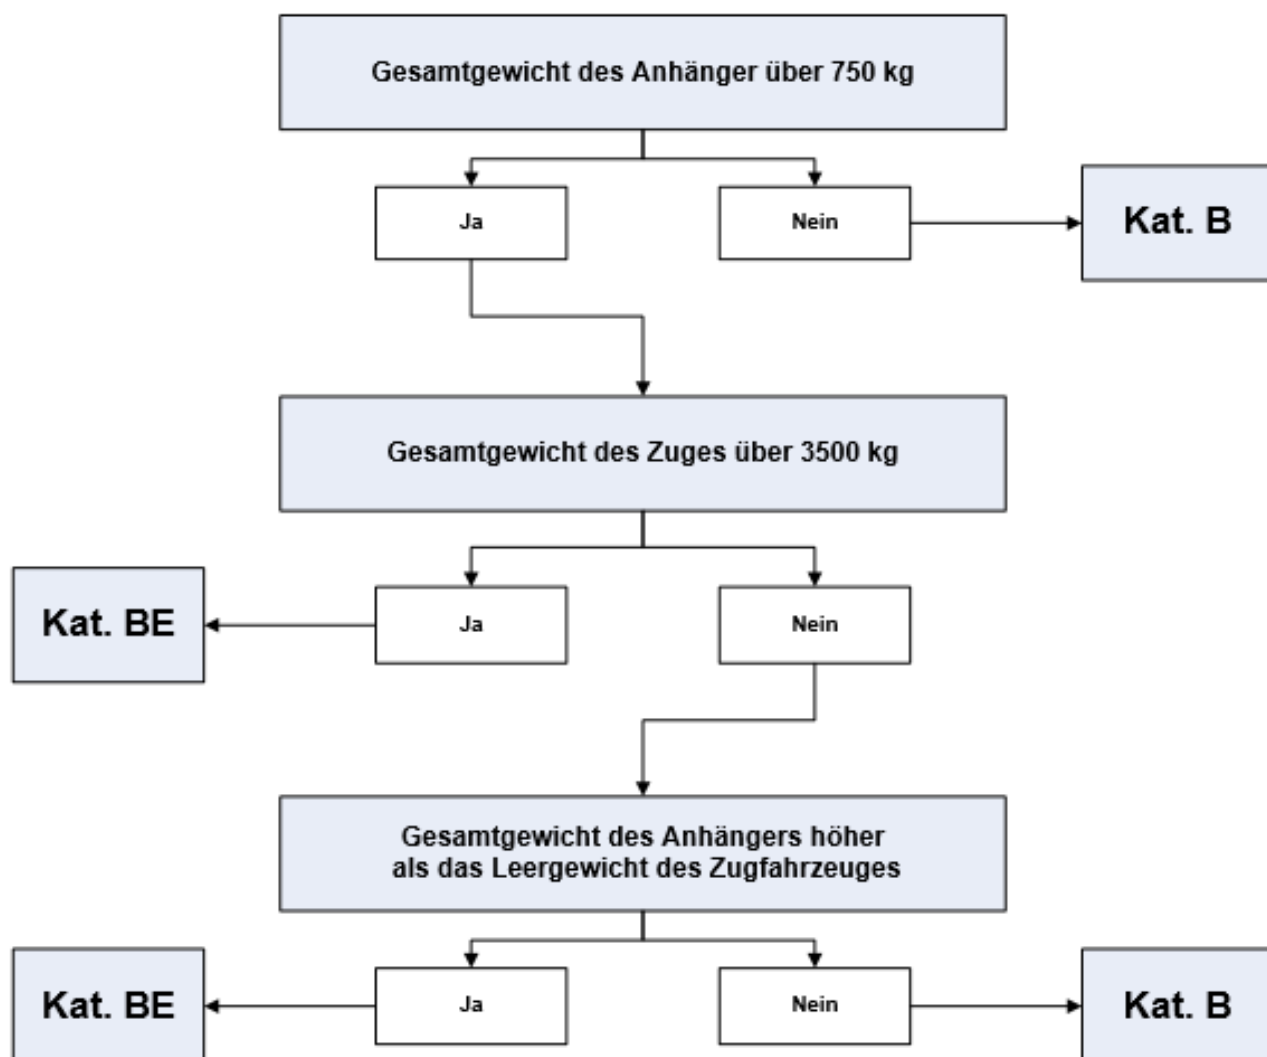 Gesamtgewicht des Anhänger über 750 kg
Ja
Nein
Kat. B
Gesamtgewicht des Zuges über 3500 kg
Kat. BE
Ja
Nein
Gesamtgewicht des Anhängers höher
als das Leergewicht des Zugfahrzeuges
Kat. BE
Ja
Nein
Kat. B